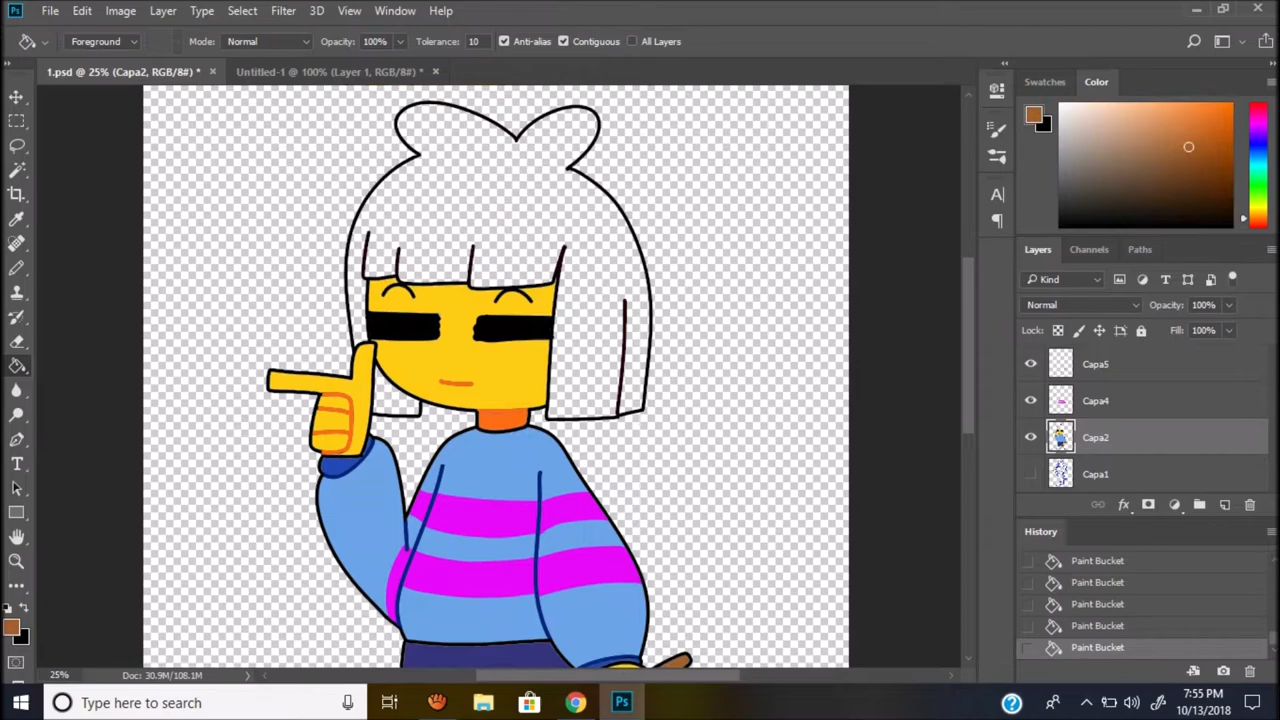 Ps File Edit Image Layer Type Select Filter 3D View Window Help
Foreground Mode: Normal Opacity: 100% Tolerance: 10 Anti-alias Contiguous All Layers
1.psd @ 25% (Capa2, RGB/8#) * × Untitled-1 @ 100% (Layer 1, RGB/8#) * ×
Swatches Color
Layers Channels Paths
Kind
Normal Opacity: 100%
Lock: Fill: 100%
Capa5
Capa4
Capa2
Capa1
fx
History
Paint Bucket
Paint Bucket
Paint Bucket
Paint Bucket
Paint Bucket
25% Doc: 30.9M/108.1M
Type here to search
Ps
7:55 PM
10/13/2018